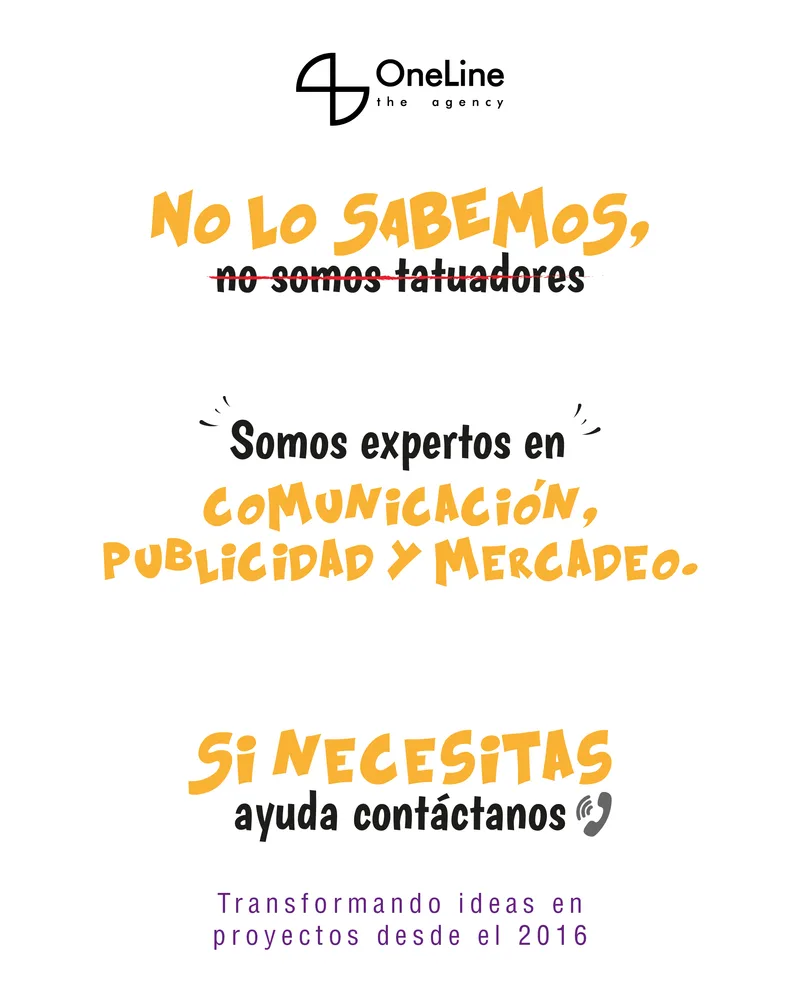 OneLine
the agency
No lo SABEMoS,
no somos tatuadores
Somos expertos en
CoMUNiCACióN,
PUBLiCiDAD Y MERCADEo.
Si NECESiTAS
ayuda contáctanos
Transformando ideas en
proyectos desde el 2016